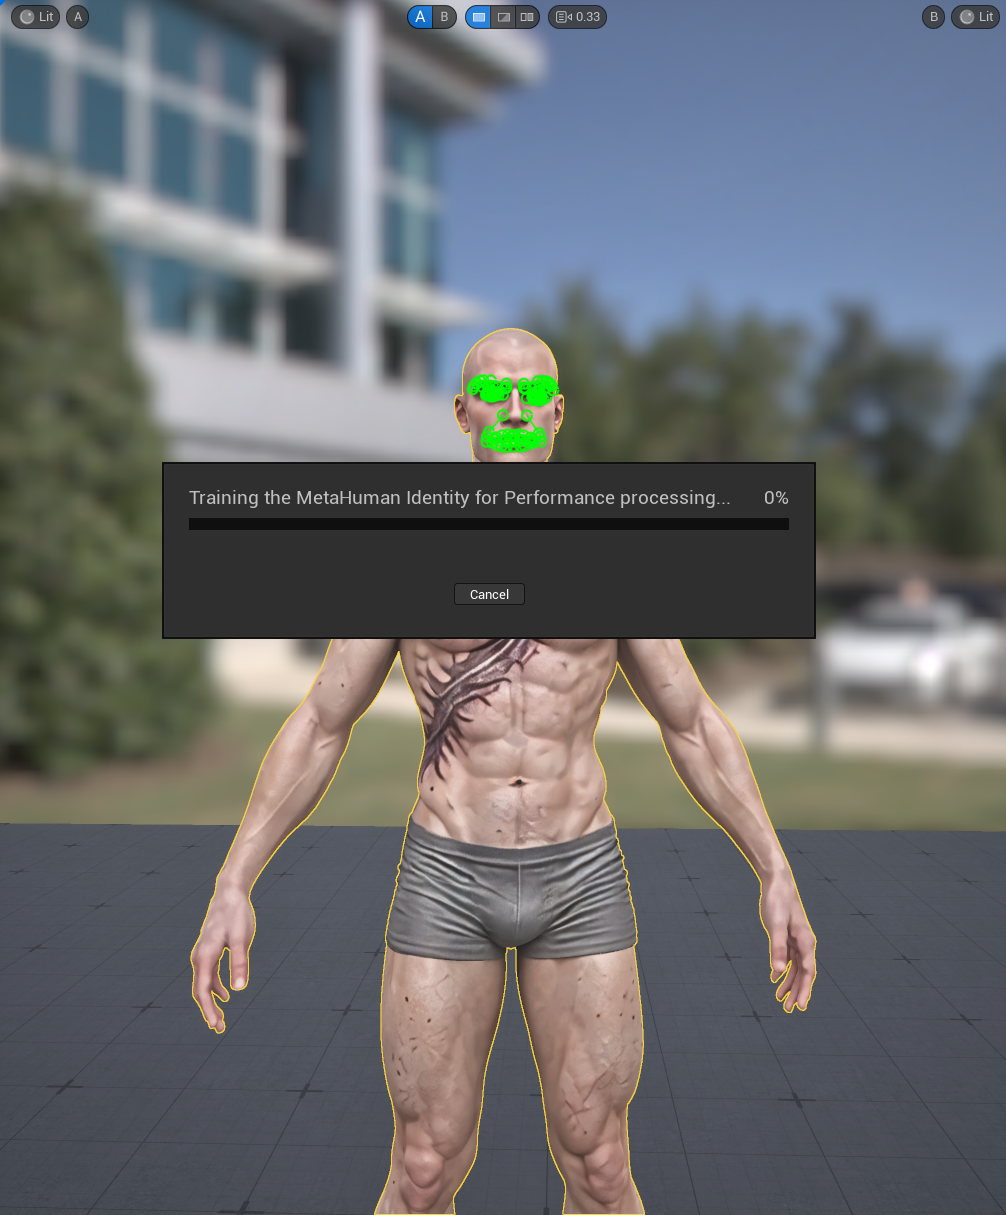 Lit A A B 0.33 B Lit
Training the MetaHuman Identity for Performance processing... 0%
Cancel